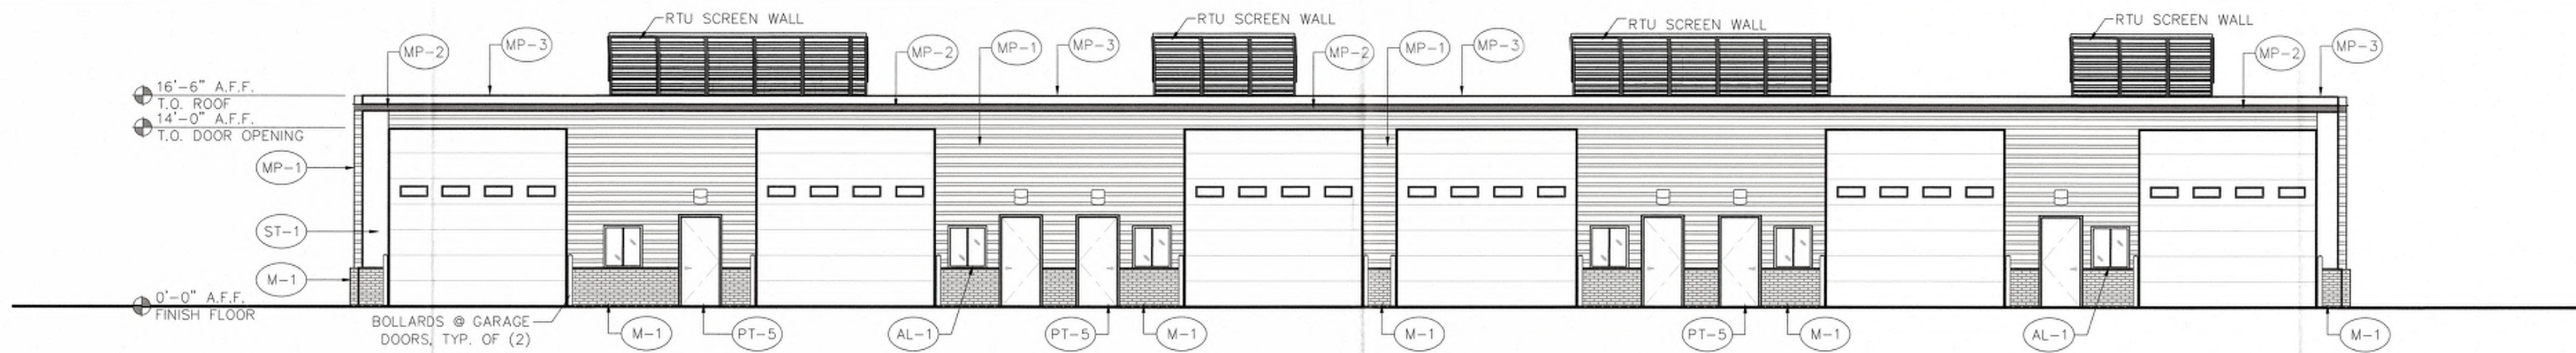 RTU SCREEN WALL
RTU SCREEN WALL
RTU SCREEN WALL
RTU SCREEN WALL
MP-2
MP-3
MP-2
MP-1
MP-3
MP-2
MP-1
MP-3
MP-2
MP-3
16'-6" A.F.F.
T.O. ROOF
14'-0" A.F.F.
T.O. DOOR OPENING
MP-1
ST-1
M-1
0'-0" A.F.F.
FINISH FLOOR
BOLLARDS @ GARAGE
DOORS, TYP. OF (2)
M-1
PT-5
AL-1
PT-5
M-1
M-1
PT-5
M-1
AL-1
M-1